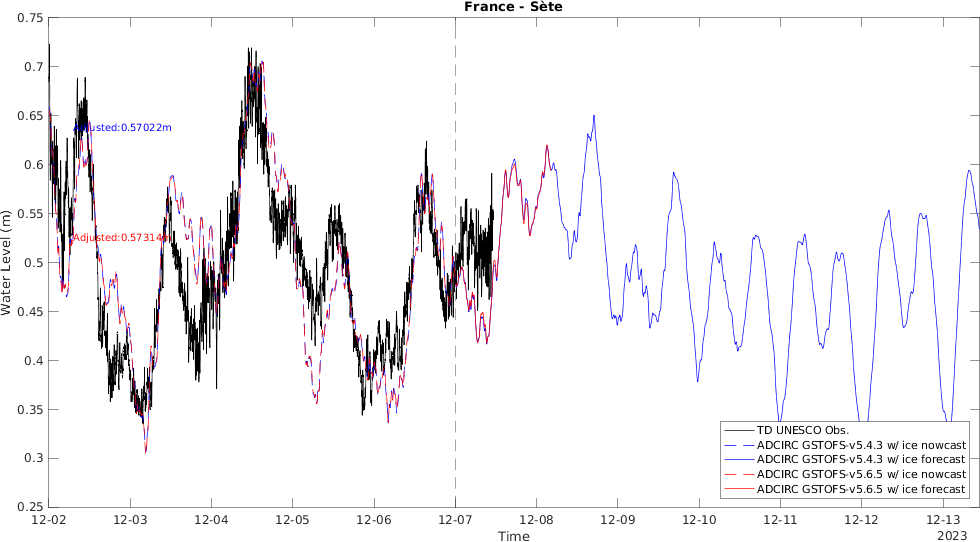 France - Sète
Water Level (m)
0.75
0.7
0.65
0.6
0.55
0.5
0.45
0.4
0.35
0.3
0.25
Adjusted:0.57022m
Adjusted:0.57314m
TD UNESCO Obs.
ADCIRC GSTOFS-v5.4.3 w/ ice nowcast
ADCIRC GSTOFS-v5.4.3 w/ ice forecast
ADCIRC GSTOFS-v5.6.5 w/ ice nowcast
ADCIRC GSTOFS-v5.6.5 w/ ice forecast
12-02 12-03 12-04 12-05 12-06 12-07 12-08 12-09 12-10 12-11 12-12 12-13
Time
2023